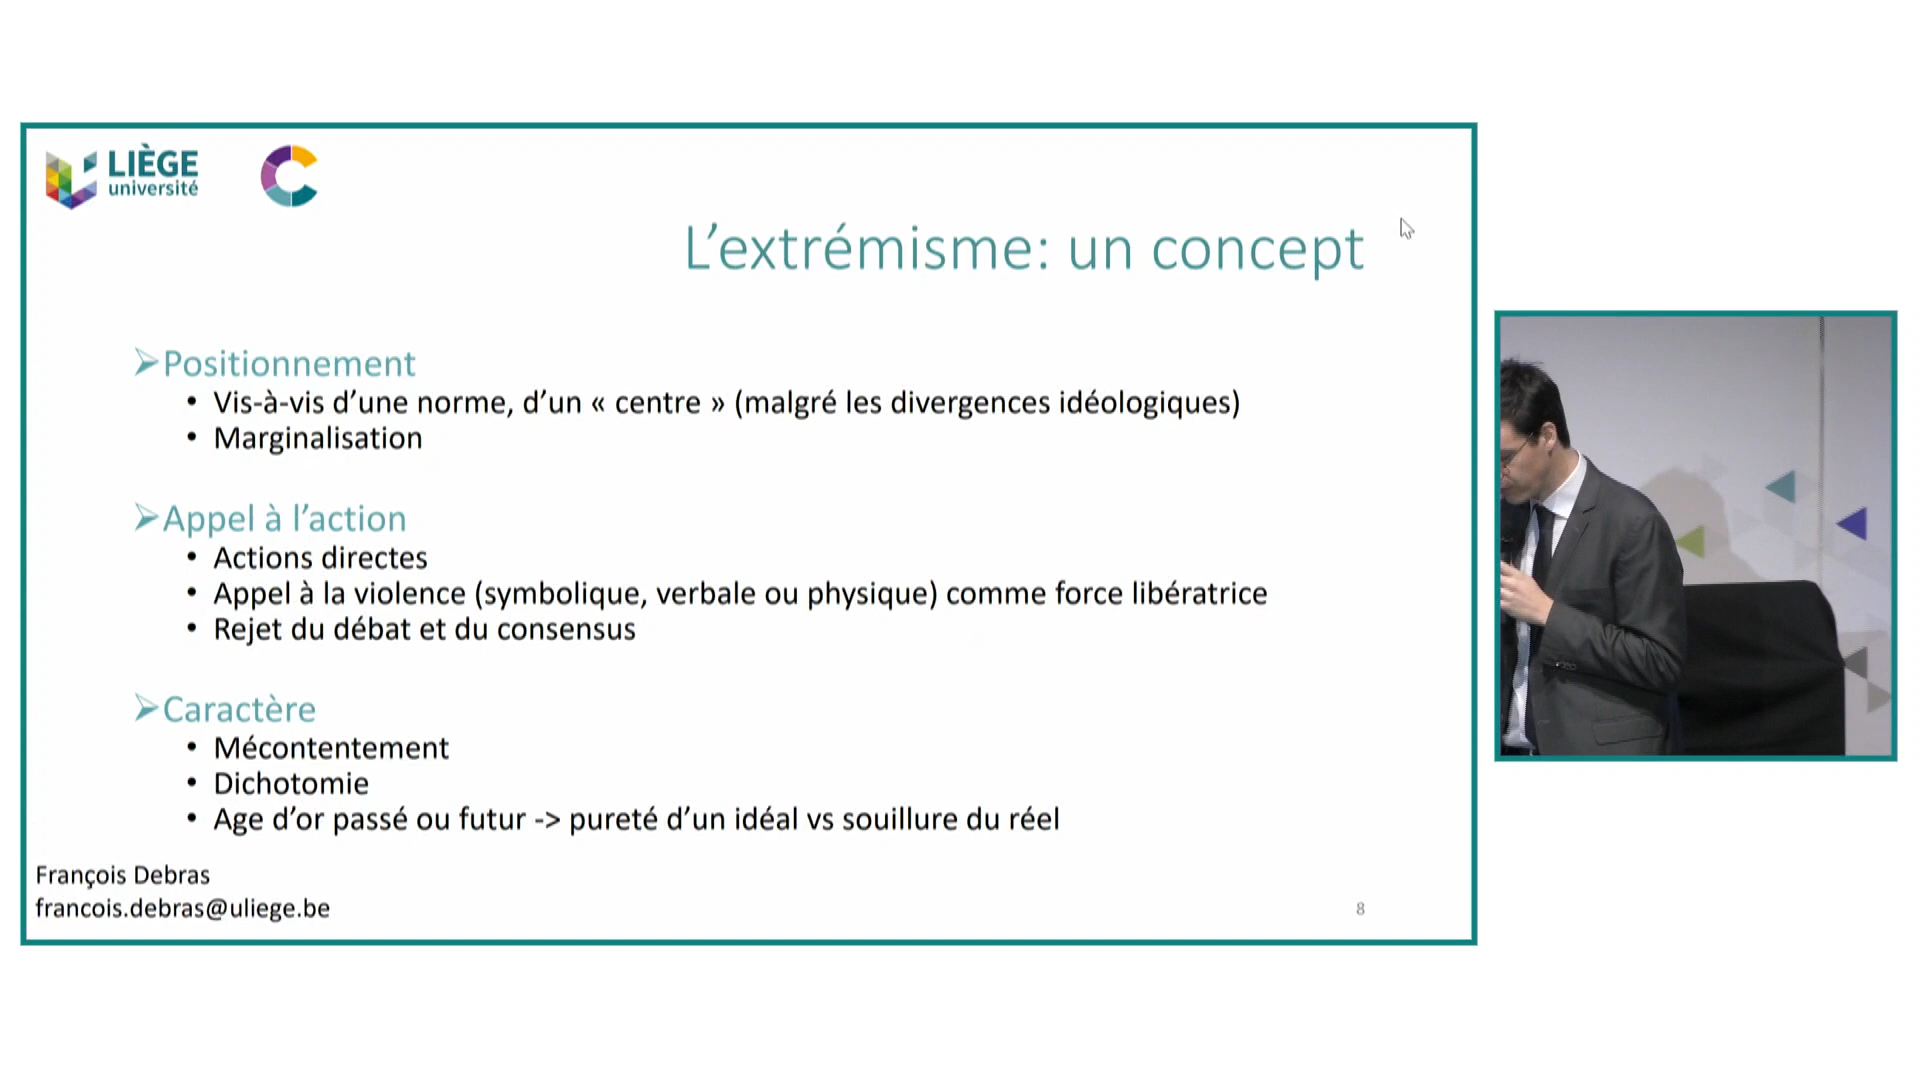 LIÈGE
université
L’extrémisme: un concept
➢Positionnement
• Vis-à-vis d’une norme, d’un « centre » (malgré les divergences idéologiques)
• Marginalisation
➢Appel à l’action
• Actions directes
• Appel à la violence (symbolique, verbale ou physique) comme force libératrice
• Rejet du débat et du consensus
➢Caractère
• Mécontentement
• Dichotomie
• Age d’or passé ou futur -> pureté d’un idéal vs souillure du réel
François Debras
francois.debras@uliege.be
8